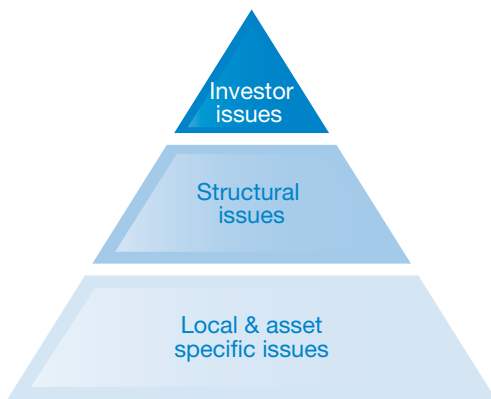 Investor
issues
Structural
issues
Local & asset
specific issues